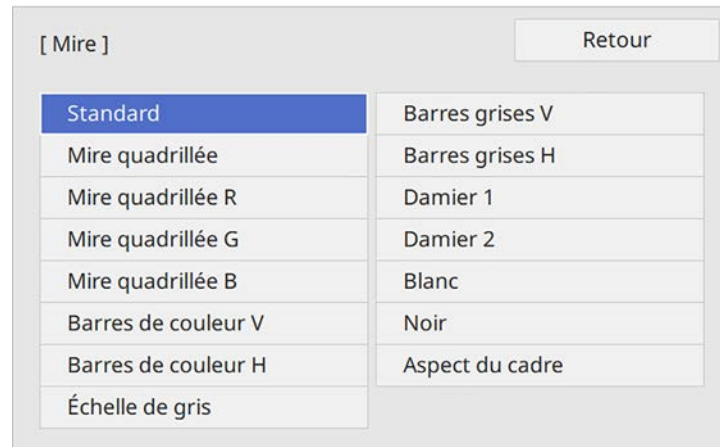 [ Mire ]
Retour
Standard
Mire quadrillée
Mire quadrillée R
Mire quadrillée G
Mire quadrillée B
Barres de couleur V
Barres de couleur H
Échelle de gris
Barres grises V
Barres grises H
Damier 1
Damier 2
Blanc
Noir
Aspect du cadre